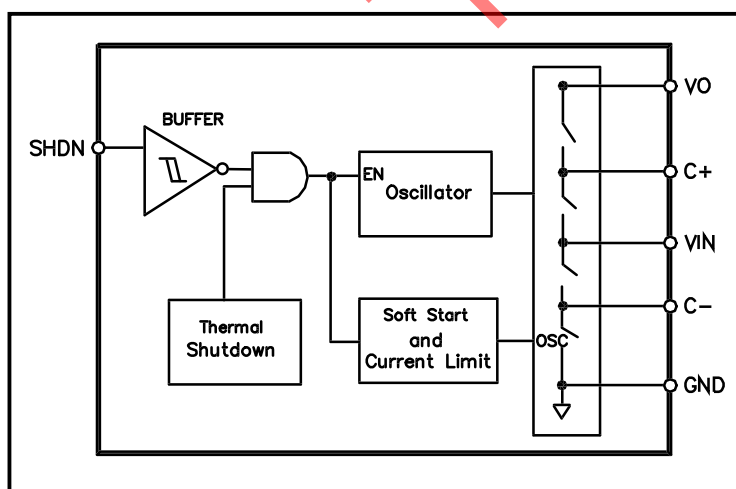 BUFFER
SHDN
EN
Oscillator
Thermal
Shutdown
Soft Start
and
Current Limit
OSC
VO
C+
VIN
C-
GND